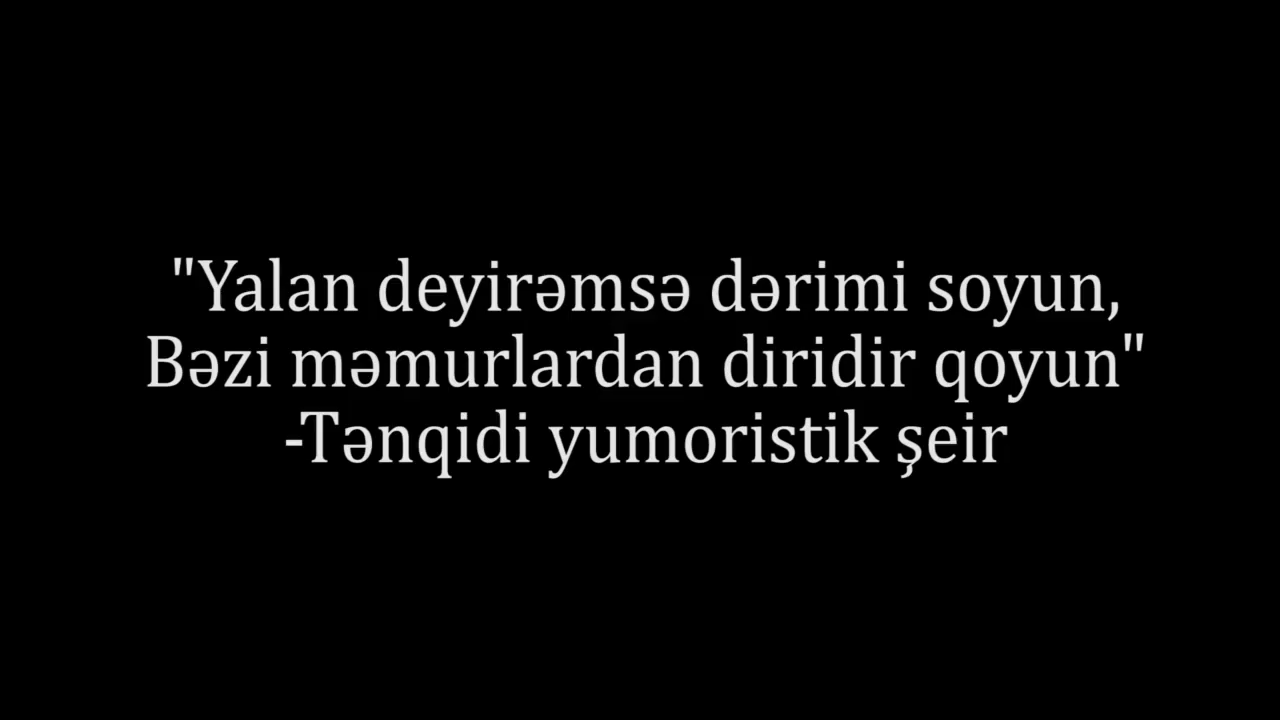 "Yalan deyirəmsə dərimi soyun,
Bəzi məmurlardan diridir qoyun"
-Tənqidi yumoristik şeir